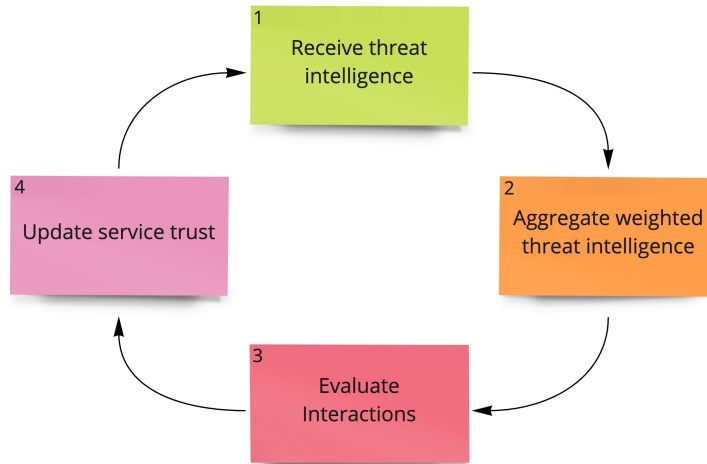 1
Receive threat
intelligence
2
Aggregate weighted
threat intelligence
3
Evaluate
Interactions
4
Update service trust